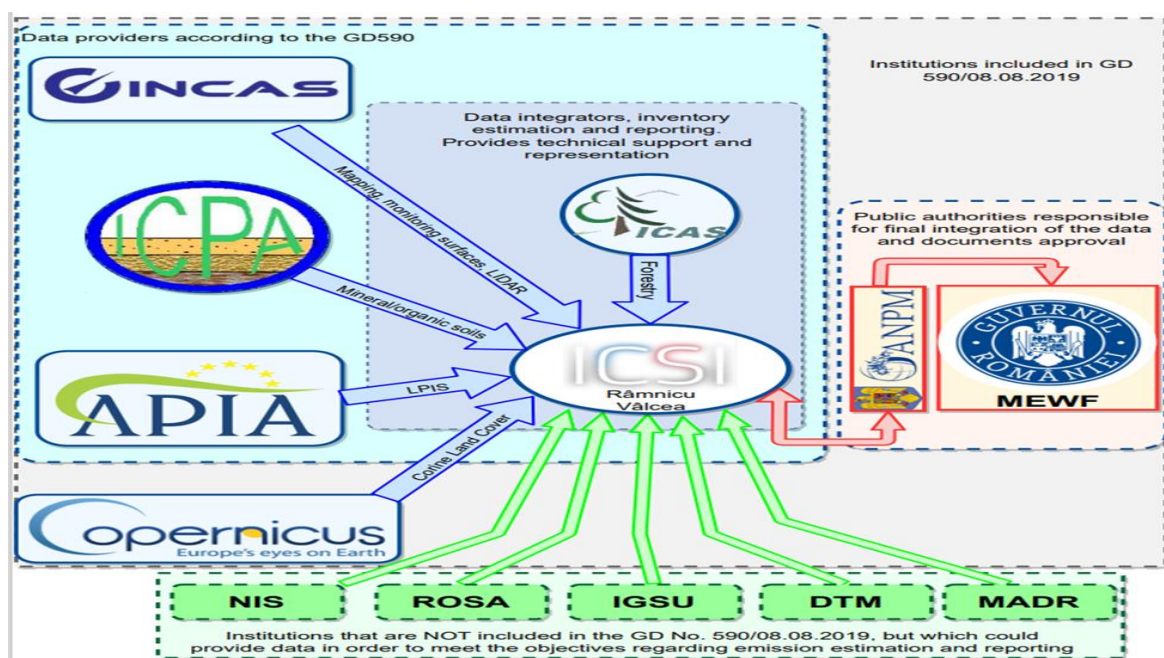 Data providers according to the GD590
Institutions included in GD
590/08.08.2019
INCAS
Data integrators, inventory
estimation and reporting.
Provides technical support and
representation
Mapping, monitoring surfaces, LIDAR
ICAS
Forestry
ICPA
Mineral/organic soils
Public authorities responsible
for final integration of the data
and documents approval
ANPM
GUVERNUL
ROMÂNIEI
MEWF
ICSI
Râmnicu
Vâlcea
APIA
LPIS
Corine Land Cover
Copernicus
Europe's eyes on Earth
NIS
ROSA
IGSU
DTM
MADR
Institutions that are NOT included in the GD No. 590/08.08.2019, but which could
provide data in order to meet the objectives regarding emission estimation and reporting